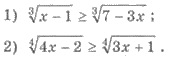 1) ∛(x − 1) ≥ ∛(7 − 3x) ;
2) ∜(4x − 2) ≥ ∜(3x + 1) .